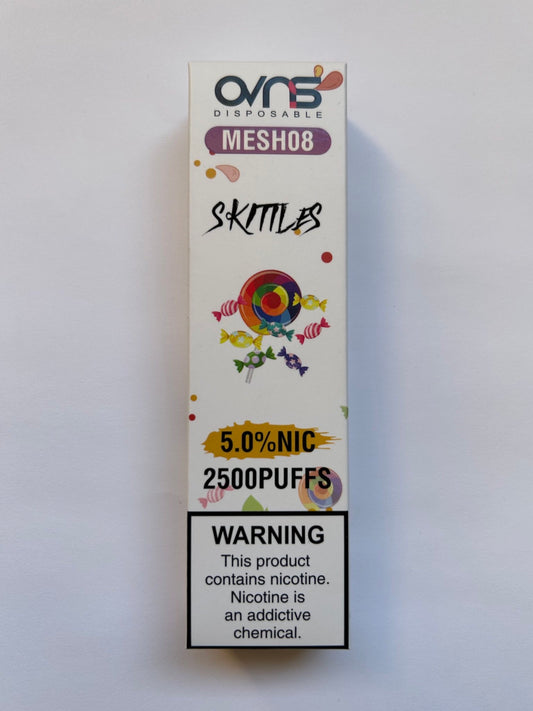 OVNS
DISPOSABLE
MESH08
SKITTLES
5.0%NIC
2500PUFFS
WARNING
This product
contains nicotine.
Nicotine is
an addictive
chemical.